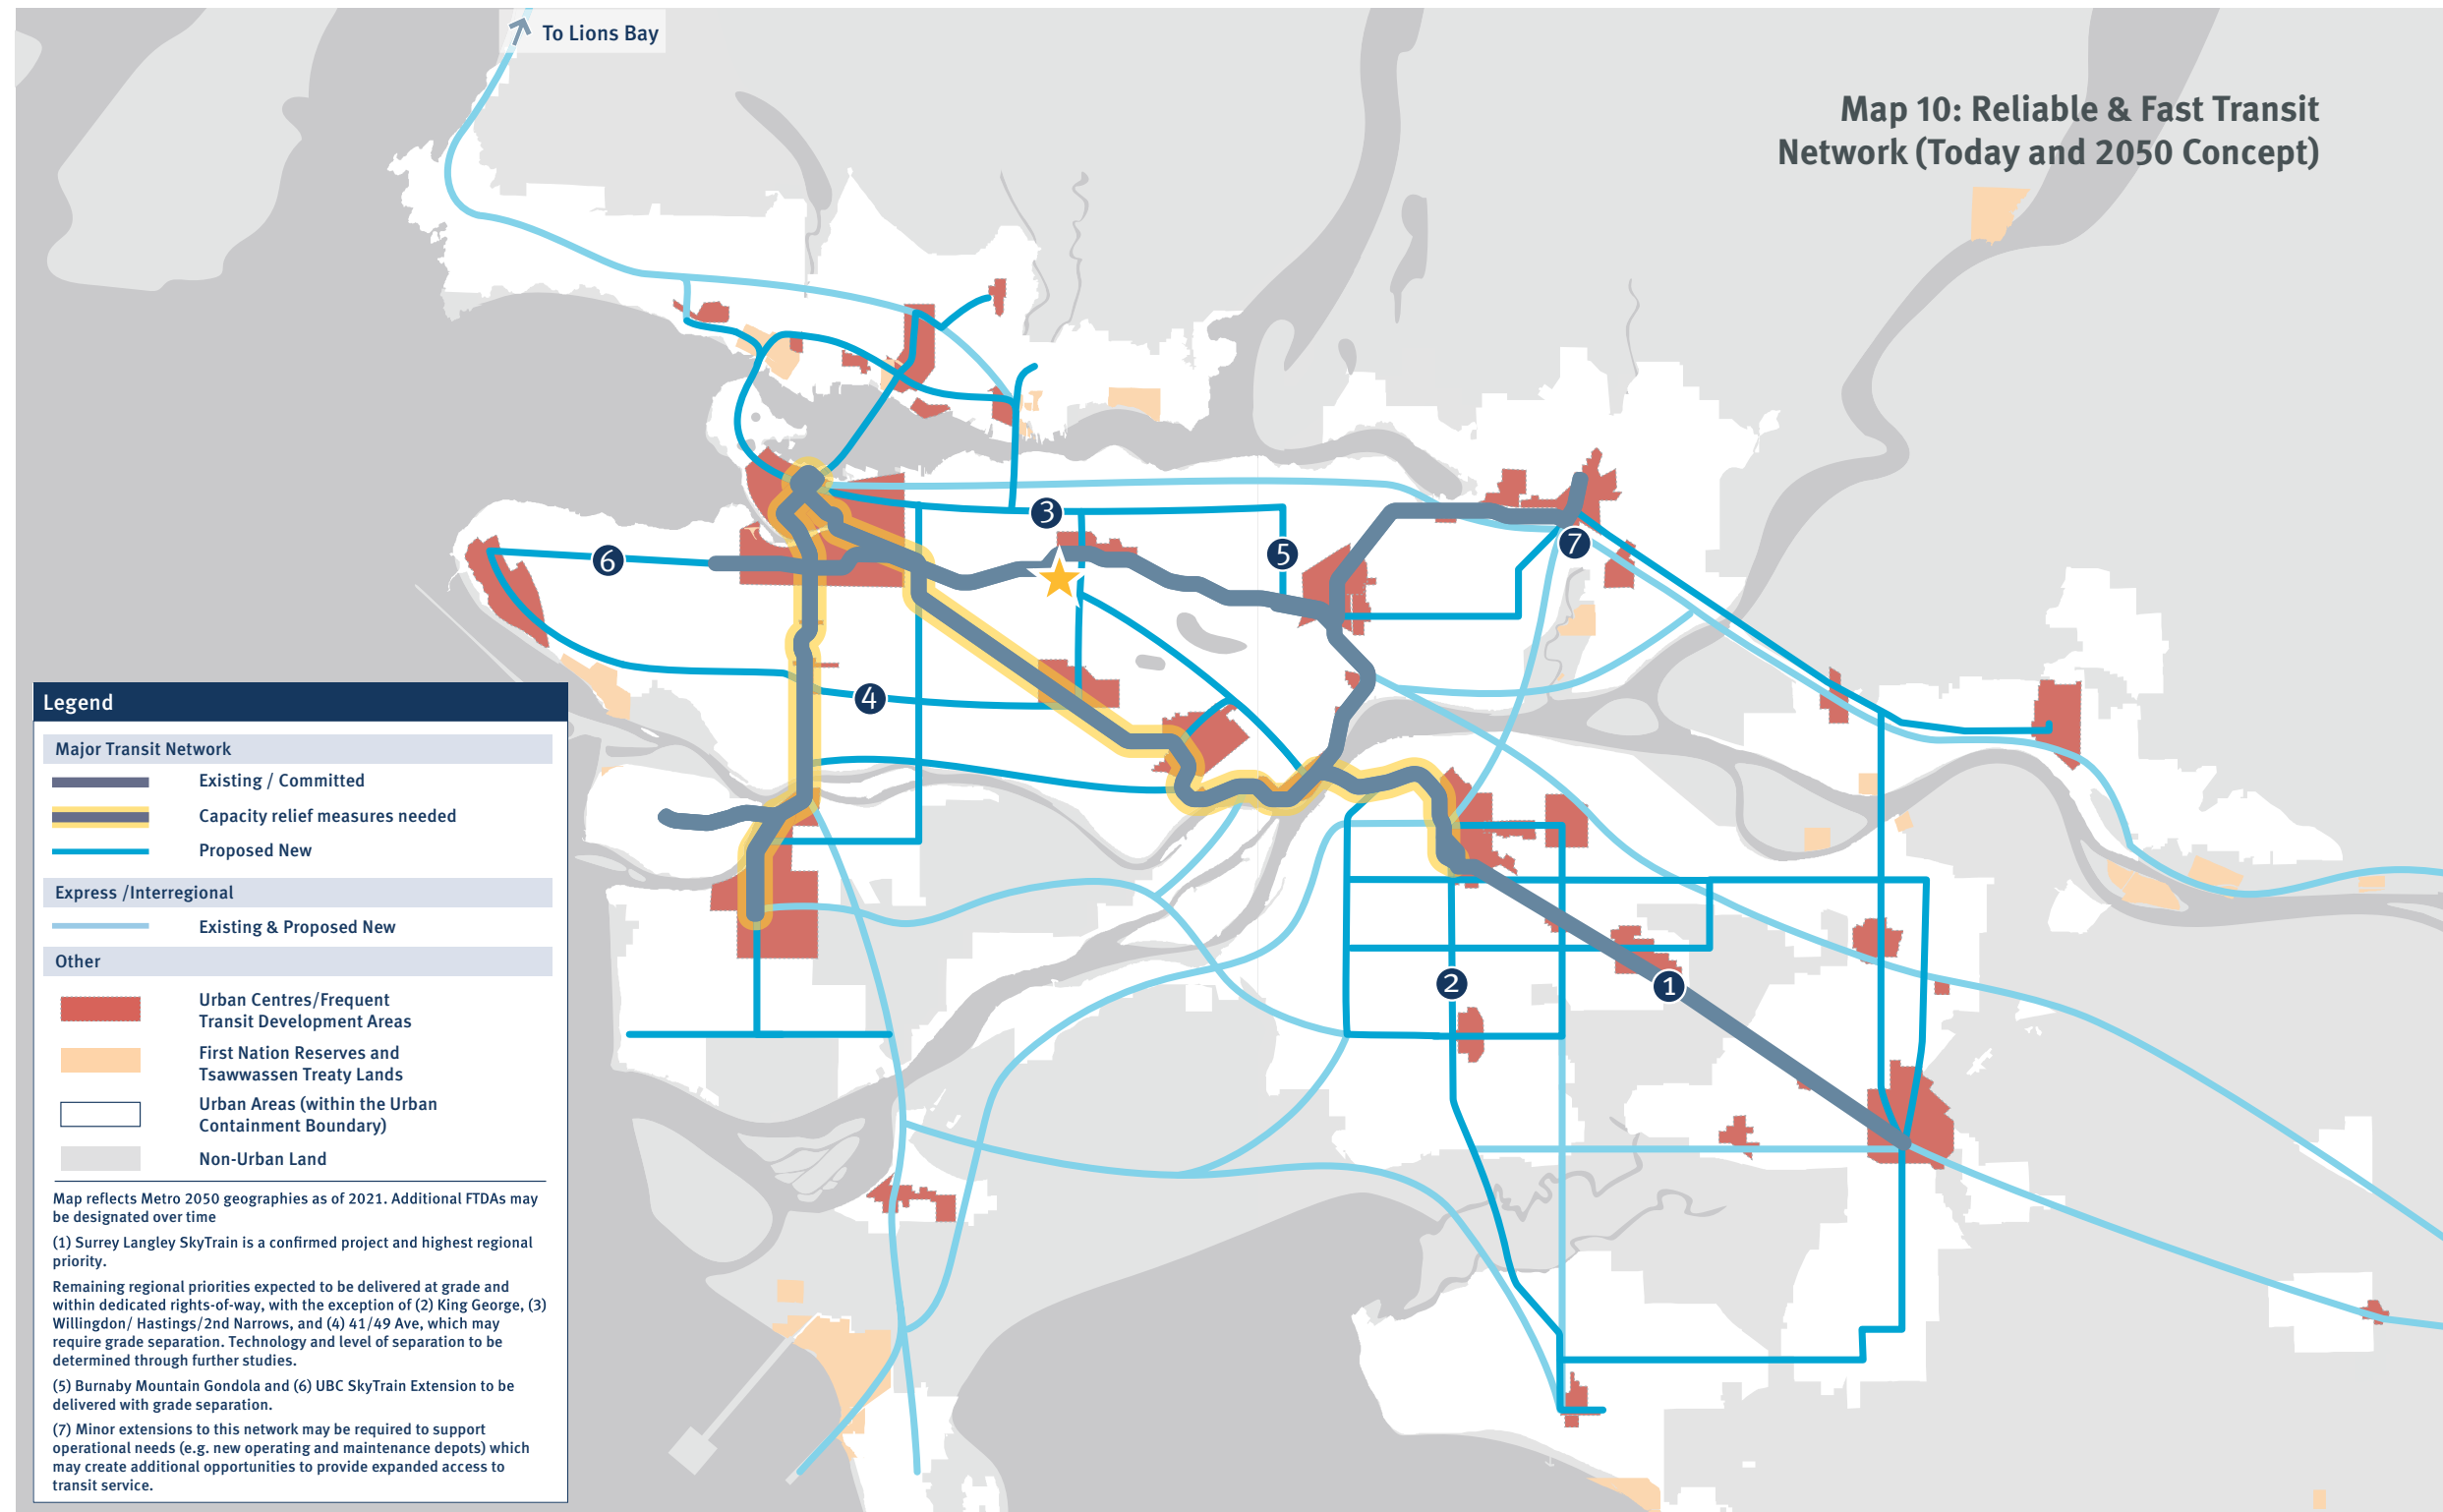 To Lions Bay
Map 10: Reliable & Fast Transit
Network (Today and 2050 Concept)
3
5
7
6
4
2
1
Legend
Major Transit Network
Existing / Committed
Capacity relief measures needed
Proposed New
Express /Interregional
Existing & Proposed New
Other
Urban Centres/Frequent
Transit Development Areas
First Nation Reserves and
Tsawwassen Treaty Lands
Urban Areas (within the Urban
Containment Boundary)
Non-Urban Land
Map reflects Metro 2050 geographies as of 2021. Additional FTDAs may
be designated over time
(1) Surrey Langley SkyTrain is a confirmed project and highest regional
priority.
Remaining regional priorities expected to be delivered at grade and
within dedicated rights-of-way, with the exception of (2) King George, (3)
Willingdon/ Hastings/2nd Narrows, and (4) 41/49 Ave, which may
require grade separation. Technology and level of separation to be
determined through further studies.
(5) Burnaby Mountain Gondola and (6) UBC SkyTrain Extension to be
delivered with grade separation.
(7) Minor extensions to this network may be required to support
operational needs (e.g. new operating and maintenance depots) which
may create additional opportunities to provide expanded access to
transit service.